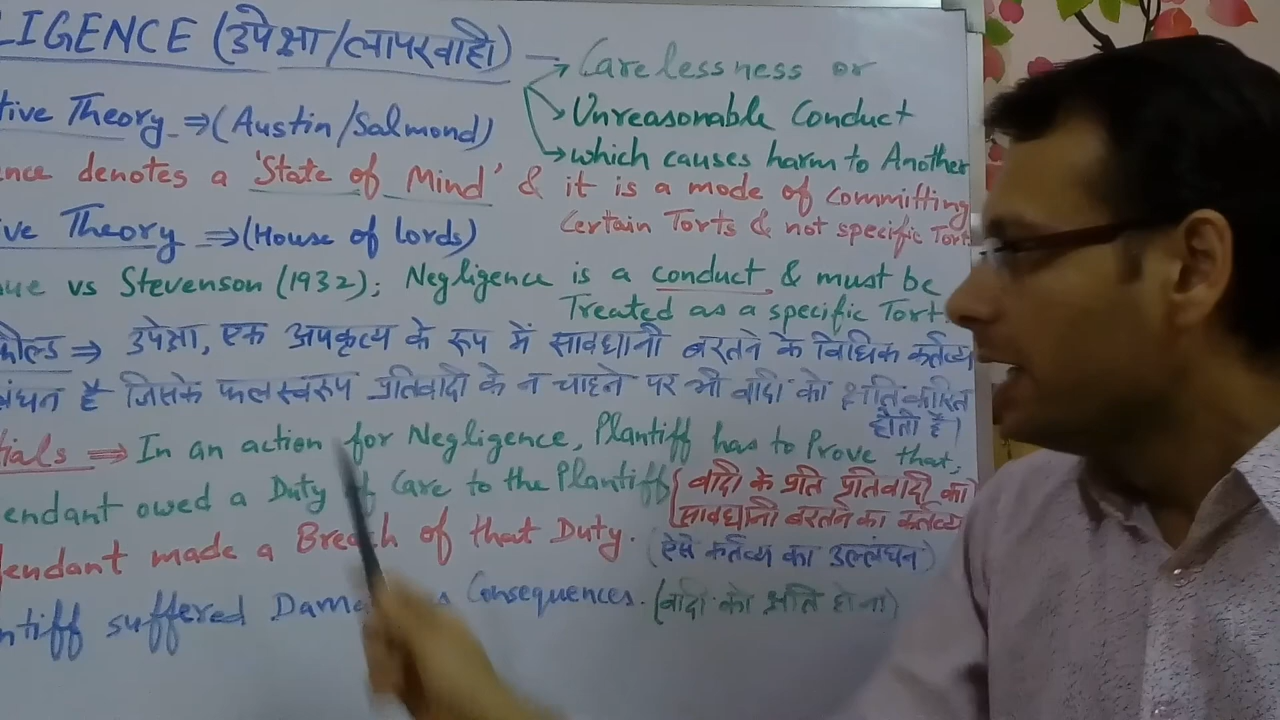 LIGENCE (उपेक्षा/लापरवाही) → Carelessness or
→ Unreasonable Conduct
tive Theory ⇒ (Austin/Salmond) → which causes harm to Another
ence denotes a 'State of Mind' & it is a mode of committing
Certain Torts & not specific Tort
ive Theory ⇒ (House of Lords)
ue vs Stevenson (1932); Negligence is a conduct & must be
Treated as a specific Tort.
फील्ड ⇒ उपेक्षा, एक अपकृत्य के रूप में सावधानी बरतने के विधिक कर्तव्य
लंघन है जिसके फलस्वरूप प्रतिवादी के न चाहने पर भी वादी को क्षति कारित
होती है।
tials ⇒ In an action for Negligence, Plantiff has to Prove that,
endant owed a Duty of Care to the Plantiff {वादी के प्रति प्रतिवादी का
सावधानी बरतने का कर्तव्य
fendant made a Breach of that Duty. (ऐसे कर्तव्य का उल्लंघन)
ntiff suffered Dama s Consequences. (वादी को क्षति होना)